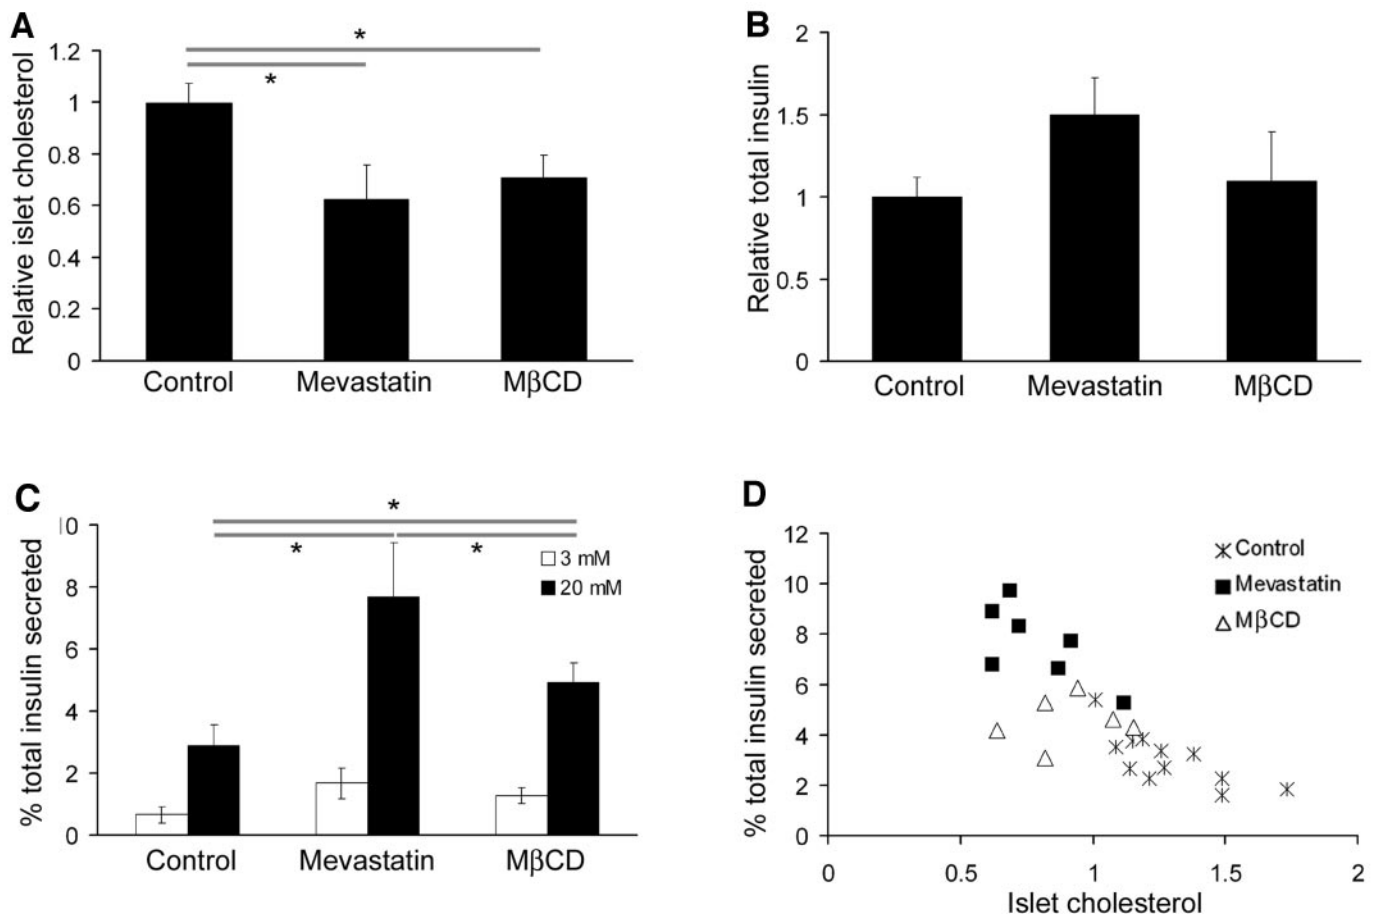 A
Relative islet cholesterol
1.2
1
0.8
0.6
0.4
0.2
0
*
*
Control Mevastatin MβCD
B
Relative total insulin
2
1.5
1
0.5
0
Control Mevastatin MβCD
C
% total insulin secreted
10
8
6
4
2
0
*
* *
3 mM
20 mM
Control Mevastatin MβCD
D
% total insulin secreted
12
10
8
6
4
2
0
Control
Mevastatin
MβCD
0 0.5 1 1.5 2
Islet cholesterol